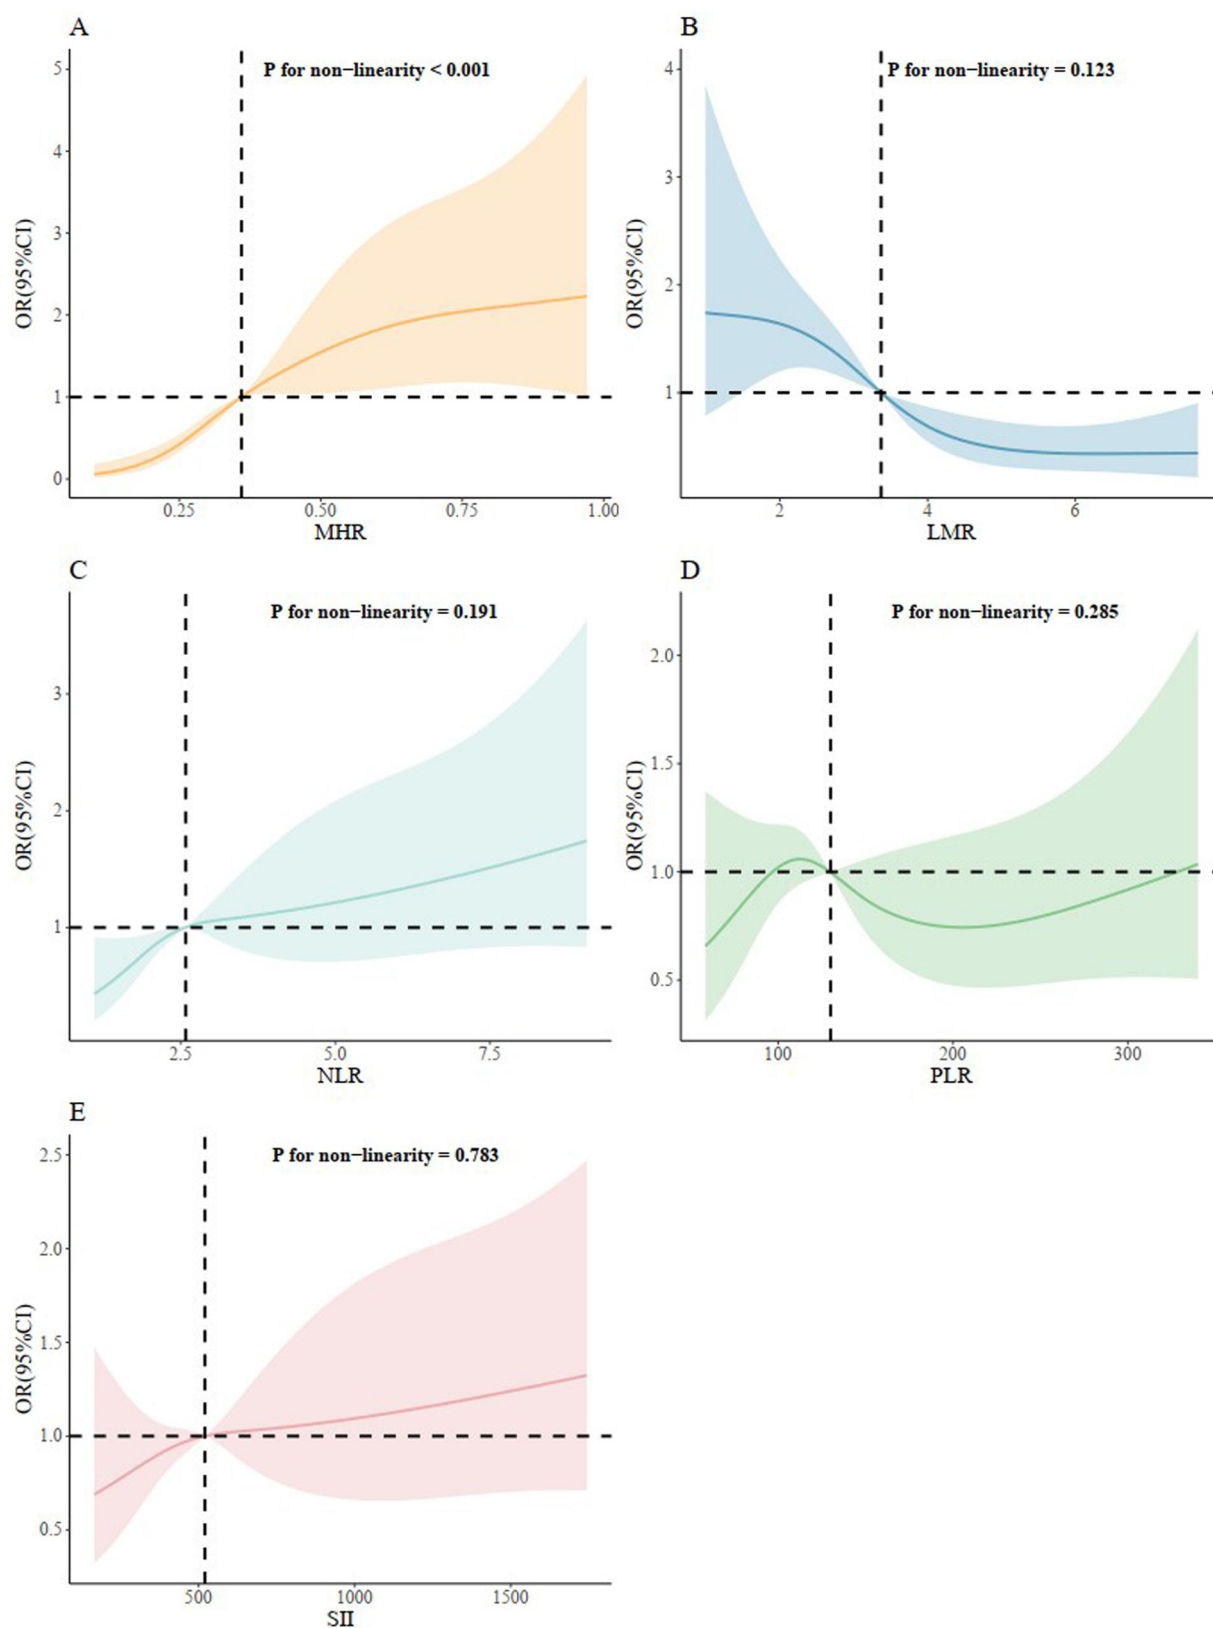 A
P for non−linearity < 0.001
5
4
3
2
1
0
OR(95%CI)
0.25
0.50
0.75
1.00
MHR
B
P for non−linearity = 0.123
4
3
2
1
OR(95%CI)
2
4
6
LMR
C
P for non−linearity = 0.191
3
2
1
OR(95%CI)
2.5
5.0
7.5
NLR
D
P for non−linearity = 0.285
2.0
1.5
1.0
0.5
OR(95%CI)
100
200
300
PLR
E
P for non−linearity = 0.783
2.5
2.0
1.5
1.0
0.5
OR(95%CI)
500
1000
1500
SII